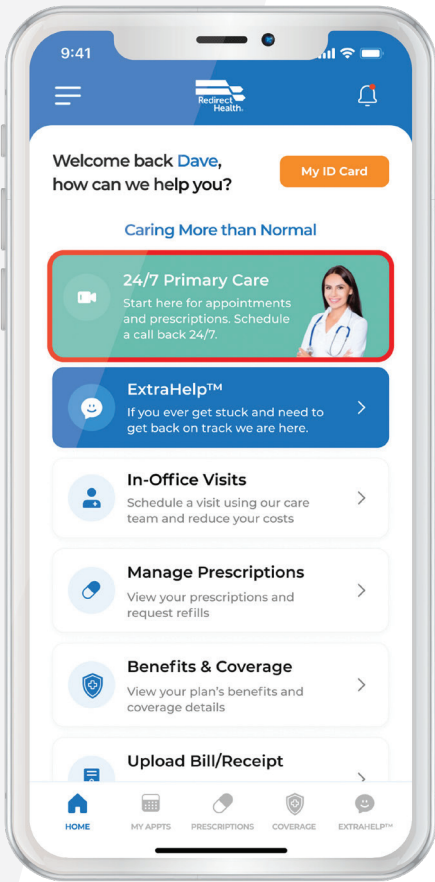 9:41
Redirect
Health.
Welcome back Dave,
how can we help you?
My ID Card
Caring More than Normal
24/7 Primary Care
Start here for appointments
and prescriptions. Schedule
a call back 24/7.
ExtraHelp™
If you ever get stuck and need to
get back on track we are here.
In-Office Visits
Schedule a visit using our care
team and reduce your costs
Manage Prescriptions
View your prescriptions and
request refills
Benefits & Coverage
View your plan's benefits and
coverage details
Upload Bill/Receipt
HOME
MY APPTS
PRESCRIPTIONS
COVERAGE
EXTRAHELP™